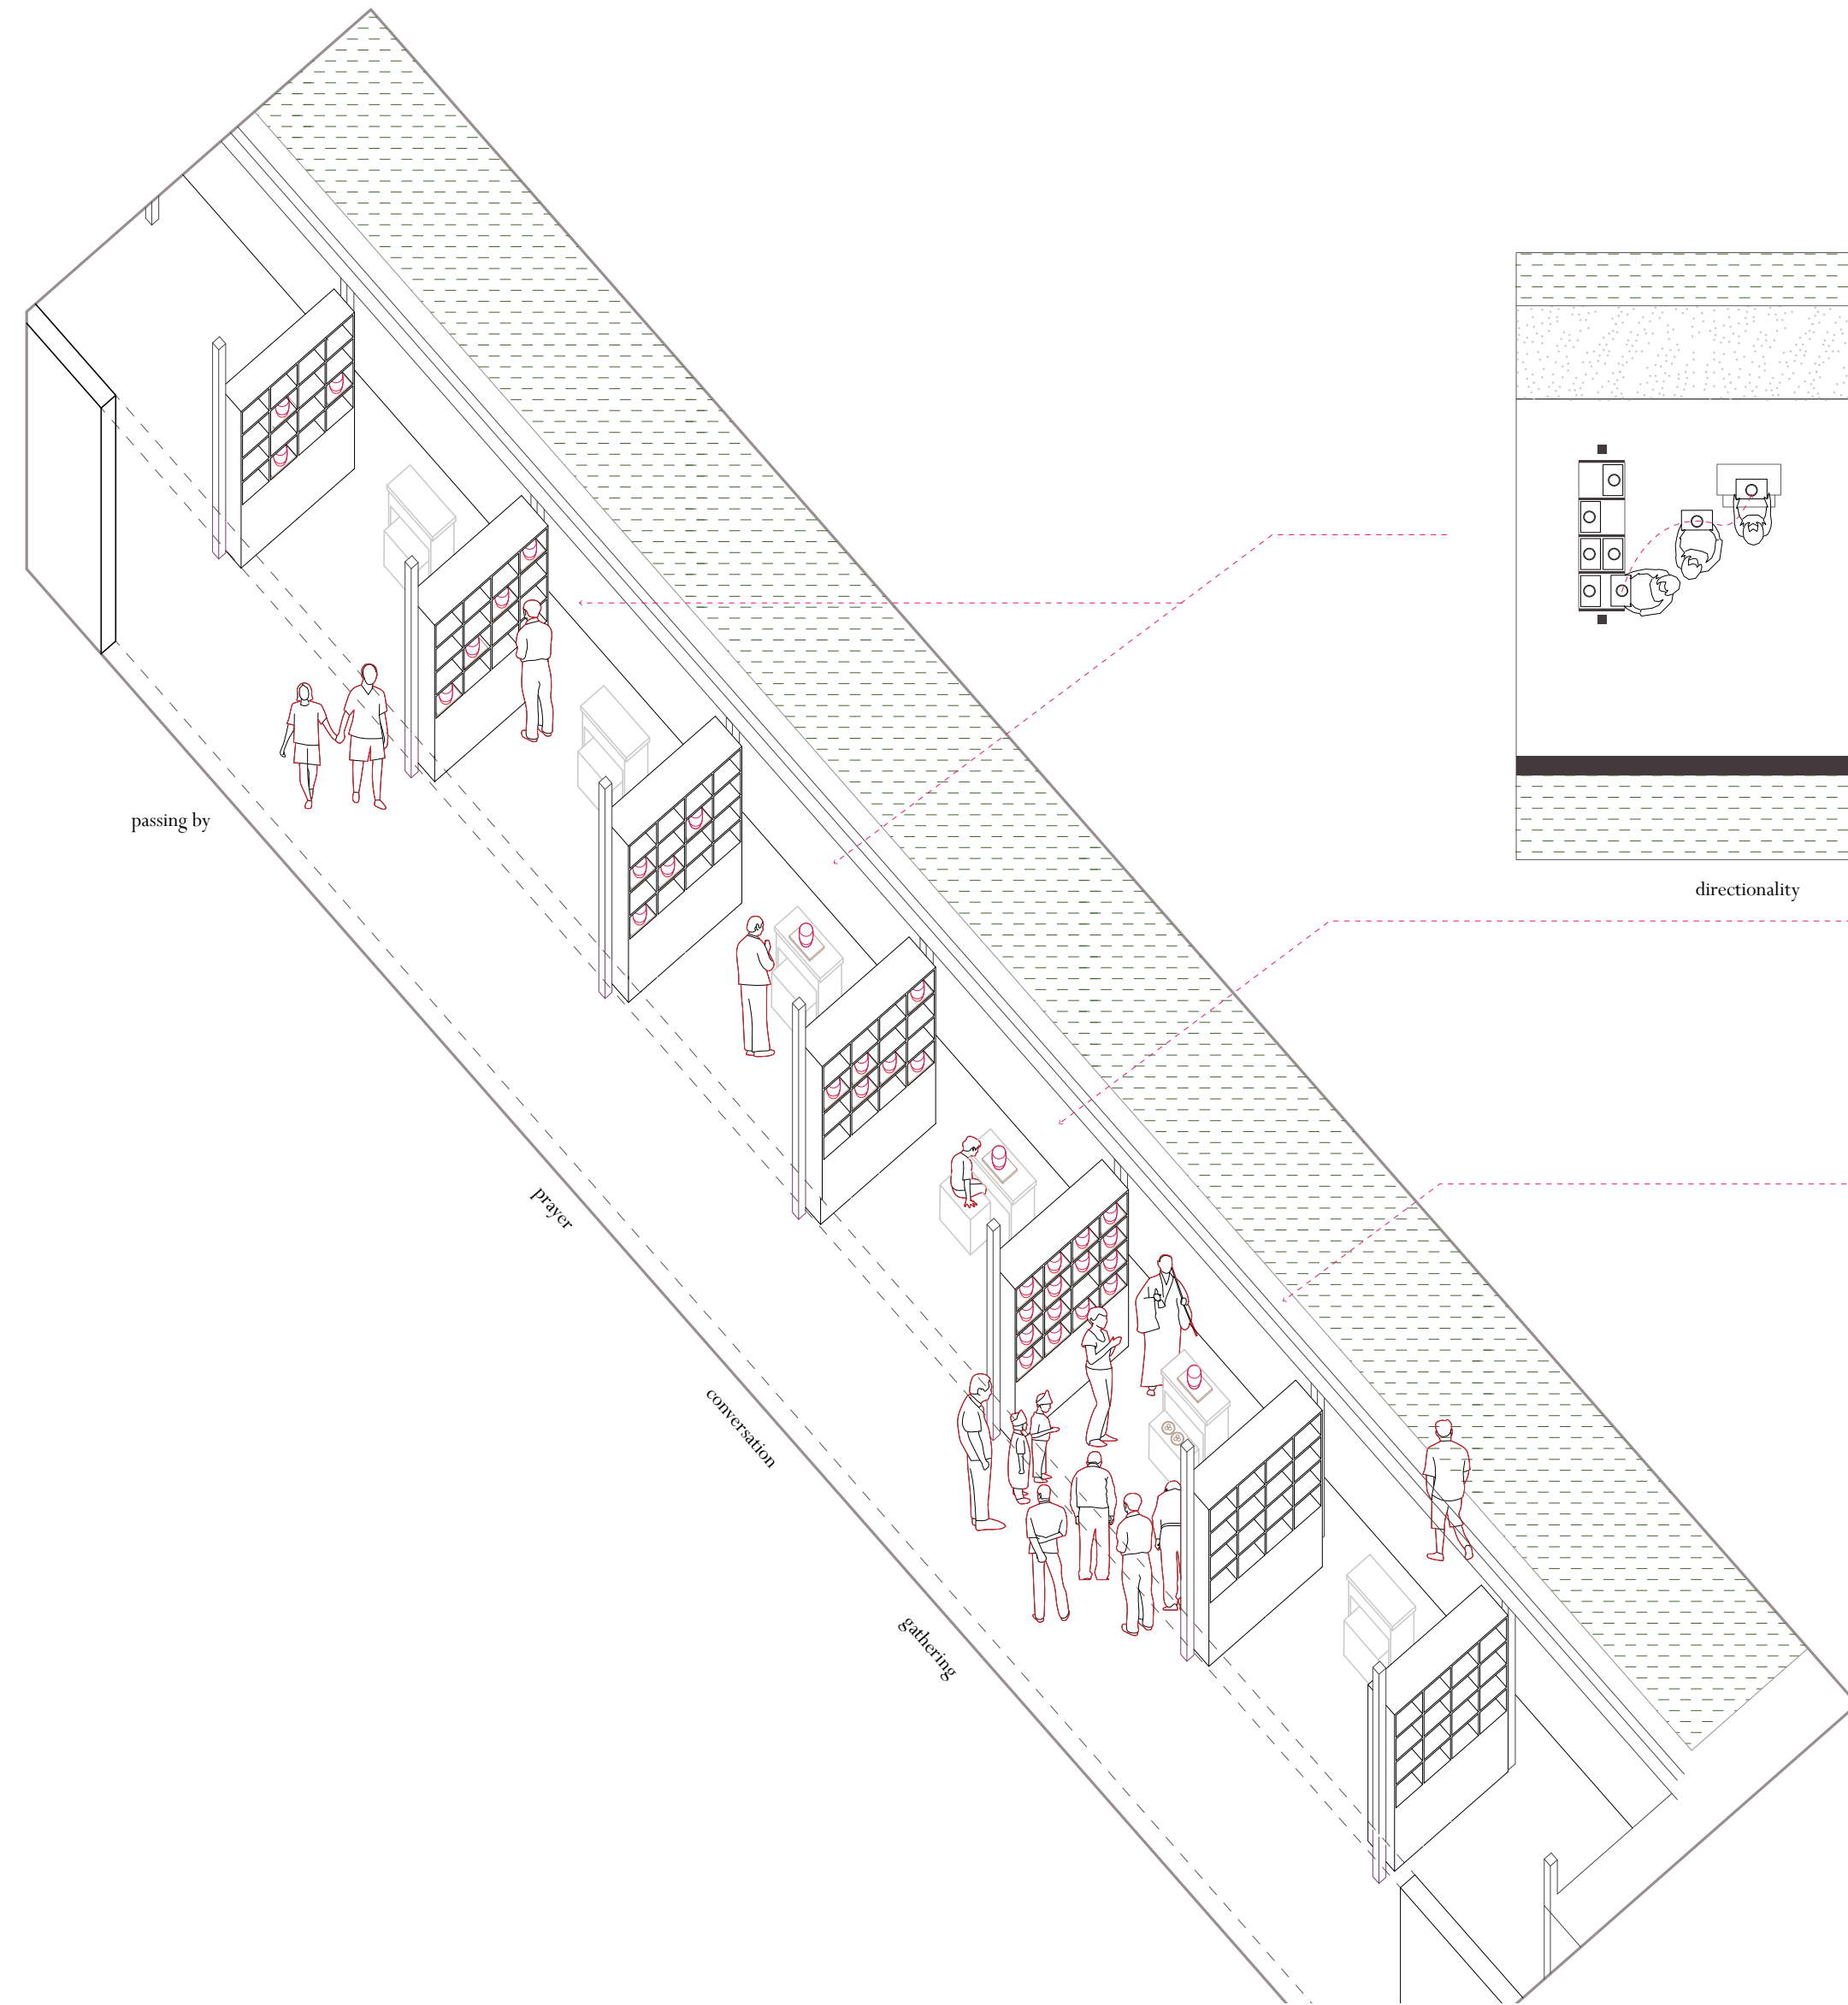 passing by
directionality
prayer
conversation
gathering